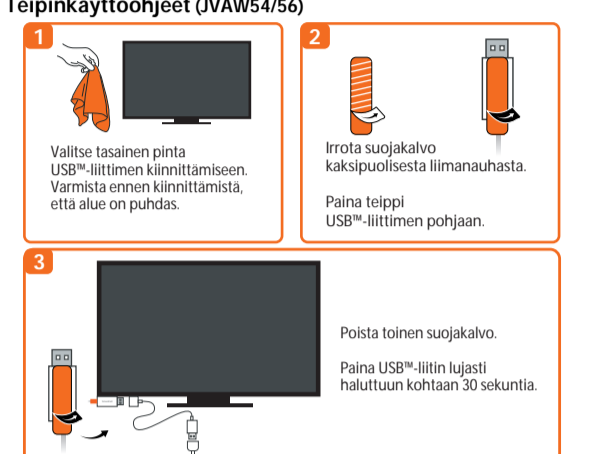 Teipinkäyttöohjeet (JVAW54/56)
1
Valitse tasainen pinta
USB™-liittimen kiinnittämiseen.
Varmista ennen kiinnittämistä,
että alue on puhdas.
2
Irrota suojakalvo
kaksipuolisesta liimanauhasta.
Paina teippi
USB™-liittimen pohjaan.
3
Poista toinen suojakalvo.
Paina USB™-liitin lujasti
haluttuun kohtaan 30 sekuntia.